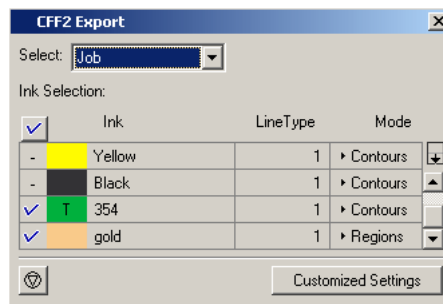 CFF2 Export
Select: Job
Ink Selection:
Ink LineType Mode
- Yellow 1 Contours
- Black 1 Contours
T 354 1 Contours
gold 1 Regions
Customized Settings